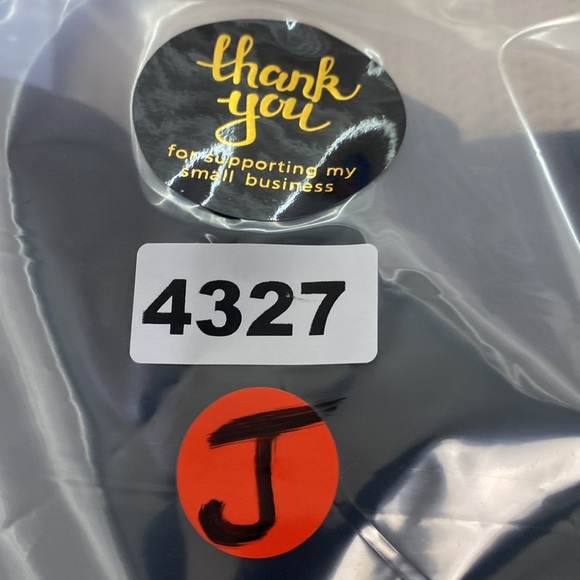 thank
you
for supporting my
small business
4327
J